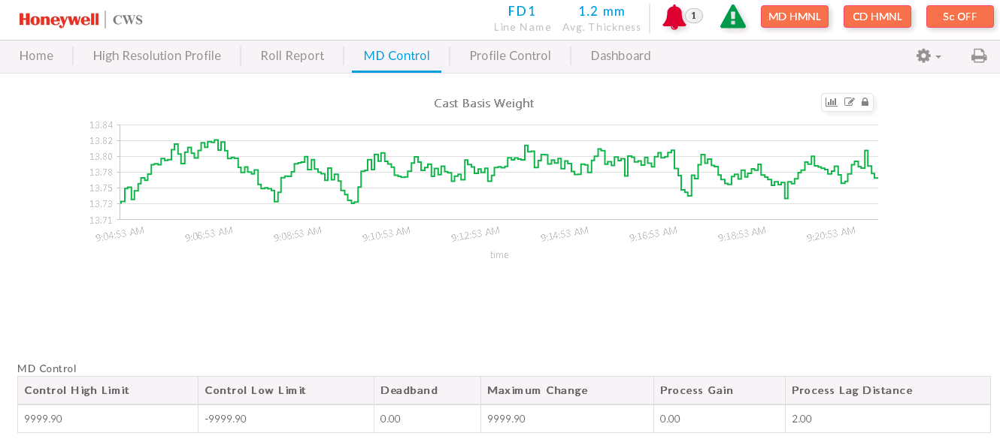 Honeywell | CWS
FD1
Line Name
1.2 mm
Avg. Thickness
1
MD HMNL
CD HMNL
Sc OFF
Home
High Resolution Profile
Roll Report
MD Control
Profile Control
Dashboard
Cast Basis Weight
13.84
13.82
13.80
13.78
13.75
13.73
13.71
9:04:53 AM
9:06:53 AM
9:08:53 AM
9:10:53 AM
9:12:53 AM
9:14:53 AM
9:16:53 AM
9:18:53 AM
9:20:53 AM
time
MD Control
Control High Limit Control Low Limit Deadband Maximum Change Process Gain Process Lag Distance
9999.90 -9999.90 0.00 9999.90 0.00 2.00